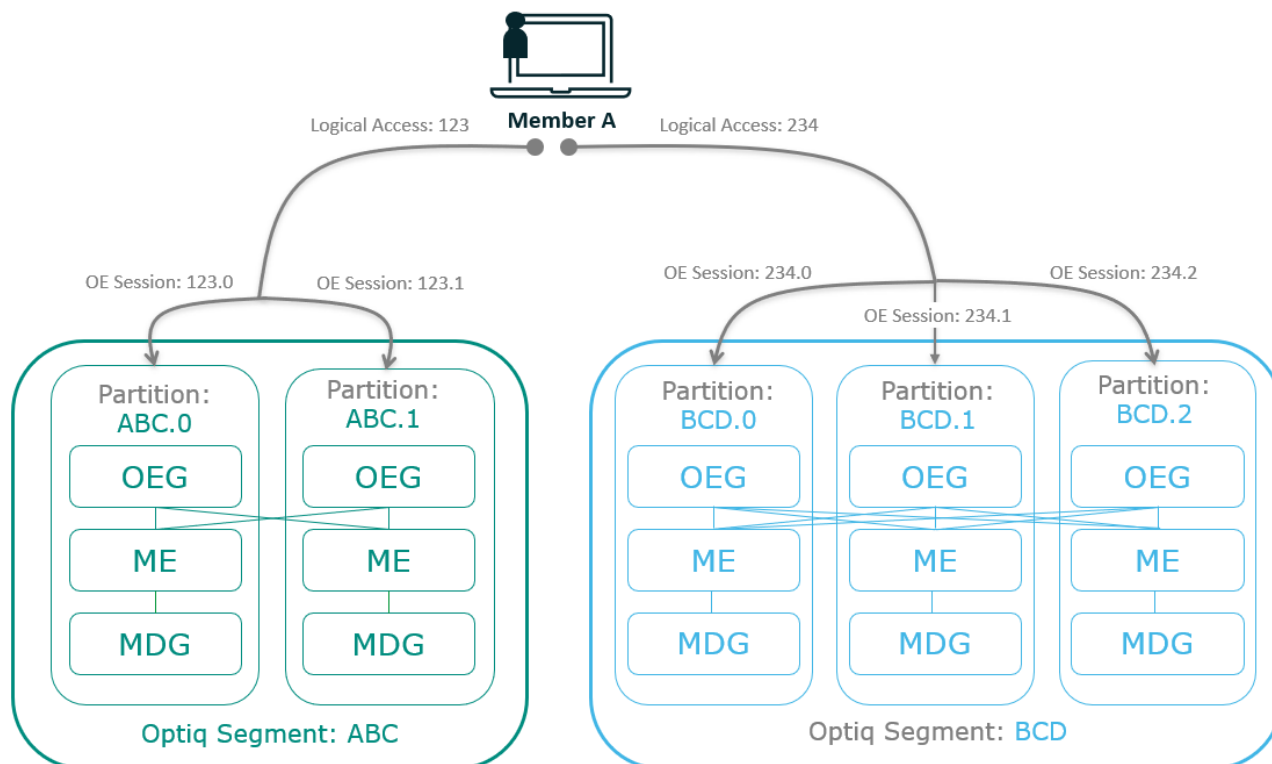 Member A
Logical Access: 123
Logical Access: 234
OE Session: 123.0
OE Session: 123.1
OE Session: 234.0
OE Session: 234.1
OE Session: 234.2
Partition:
ABC.0
OEG
ME
MDG
Partition:
ABC.1
OEG
ME
MDG
Optiq Segment: ABC
Partition:
BCD.0
OEG
ME
MDG
Partition:
BCD.1
OEG
ME
MDG
Partition:
BCD.2
OEG
ME
MDG
Optiq Segment: BCD